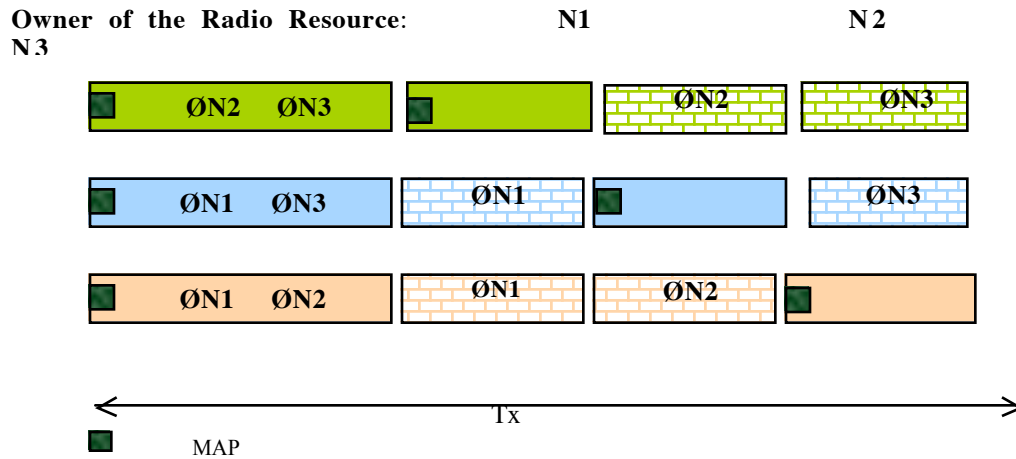 Owner of the Radio Resource: N1 N2
N3
ØN2 ØN3 ØN2 ØN3
ØN1 ØN3 ØN1 ØN3
ØN1 ØN2 ØN1 ØN2
Tx
MAP